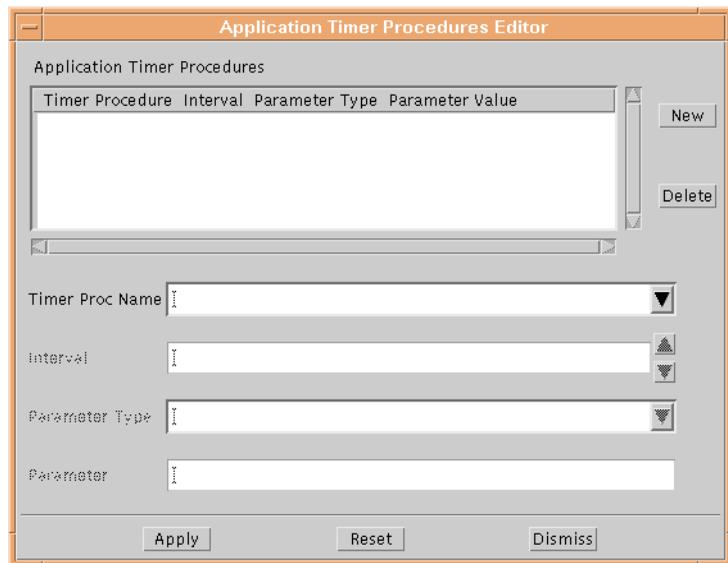 Application Timer Procedures Editor
Application Timer Procedures
Timer Procedure Interval Parameter Type Parameter Value
New
Delete
Timer Proc Name
Interval
Parameter Type
Parameter
Apply Reset Dismiss